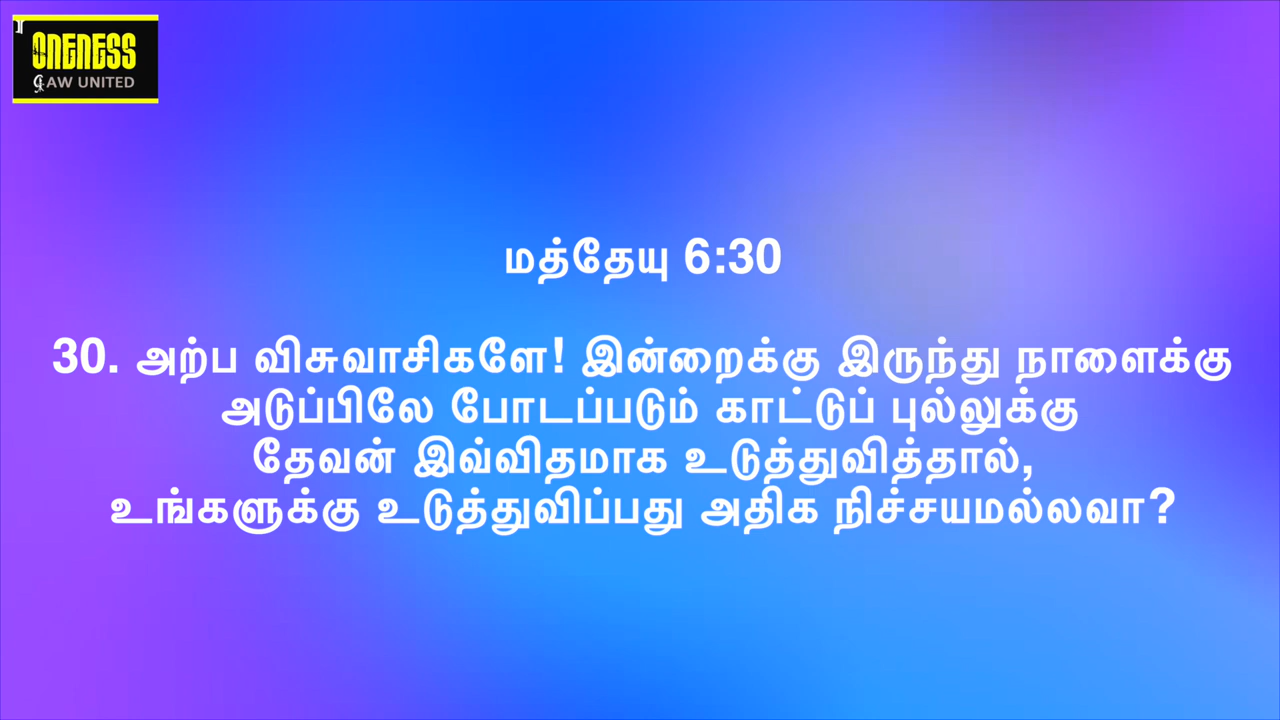 ONENESS
LAW UNITED
மத்தேயு 6:30
30. அற்ப விசுவாசிகளே! இன்றைக்கு இருந்து நாளைக்கு
அடுப்பிலே போடப்படும் காட்டுப் புல்லுக்கு
தேவன் இவ்விதமாக உடுத்துவித்தால்,
உங்களுக்கு உடுத்துவிப்பது அதிக நிச்சயமல்லவா?